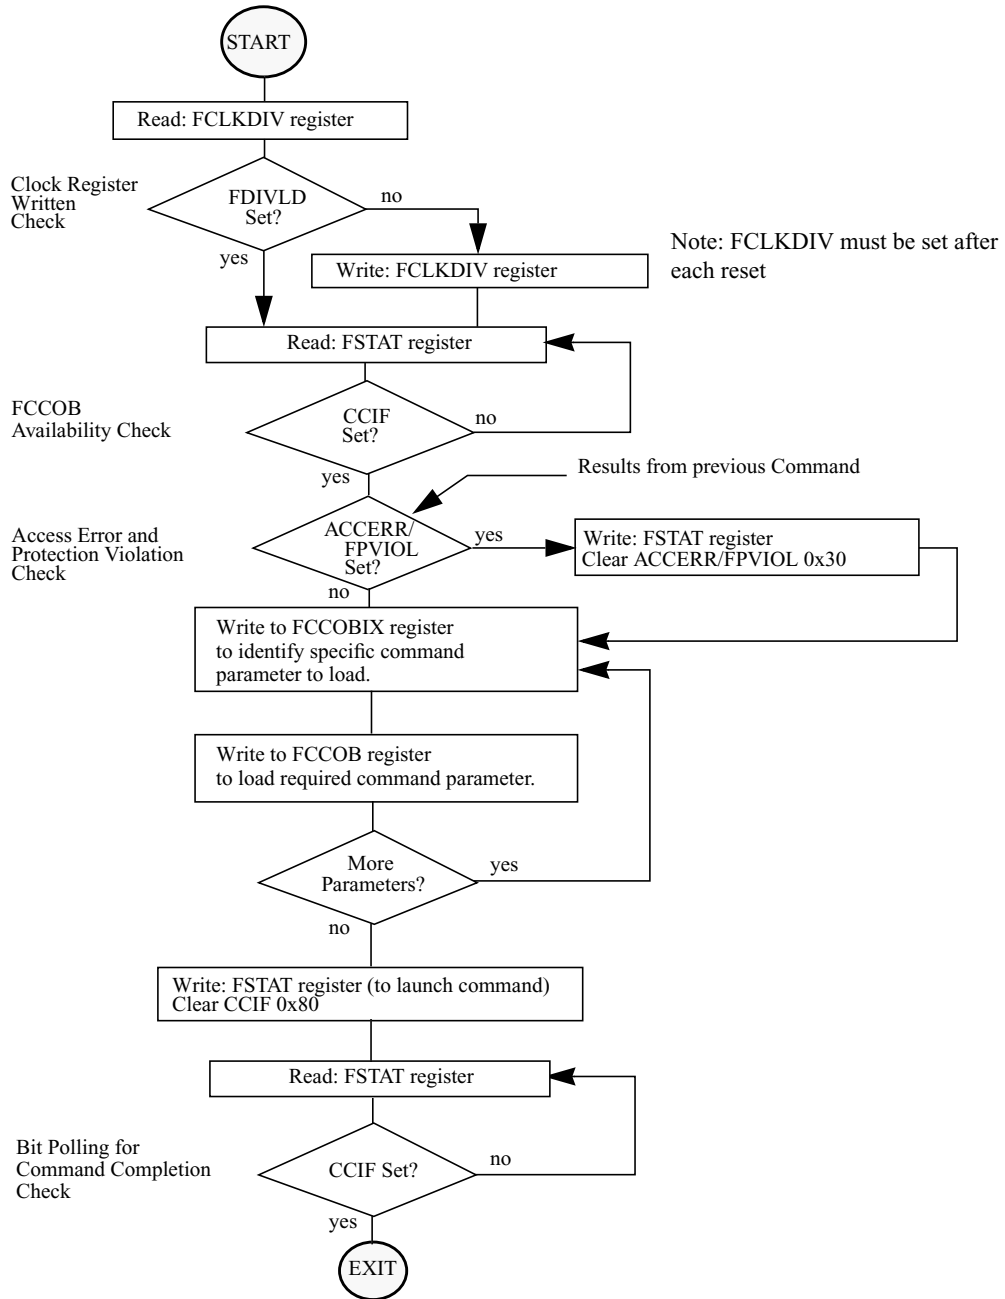 START
Read: FCLKDIV register
Clock Register
Written
Check
FDIVLD
Set?
no
yes
Note: FCLKDIV must be set after
each reset
Write: FCLKDIV register
Read: FSTAT register
FCCOB
Availability Check
CCIF
Set?
no
yes
Results from previous Command
Access Error and
Protection Violation
Check
ACCERR/
FPVIOL
Set?
yes
no
Write: FSTAT register
Clear ACCERR/FPVIOL 0x30
Write to FCCOBIX register
to identify specific command
parameter to load.
Write to FCCOB register
to load required command parameter.
More
Parameters?
yes
no
Write: FSTAT register (to launch command)
Clear CCIF 0x80
Read: FSTAT register
Bit Polling for
Command Completion
Check
CCIF Set?
no
yes
EXIT